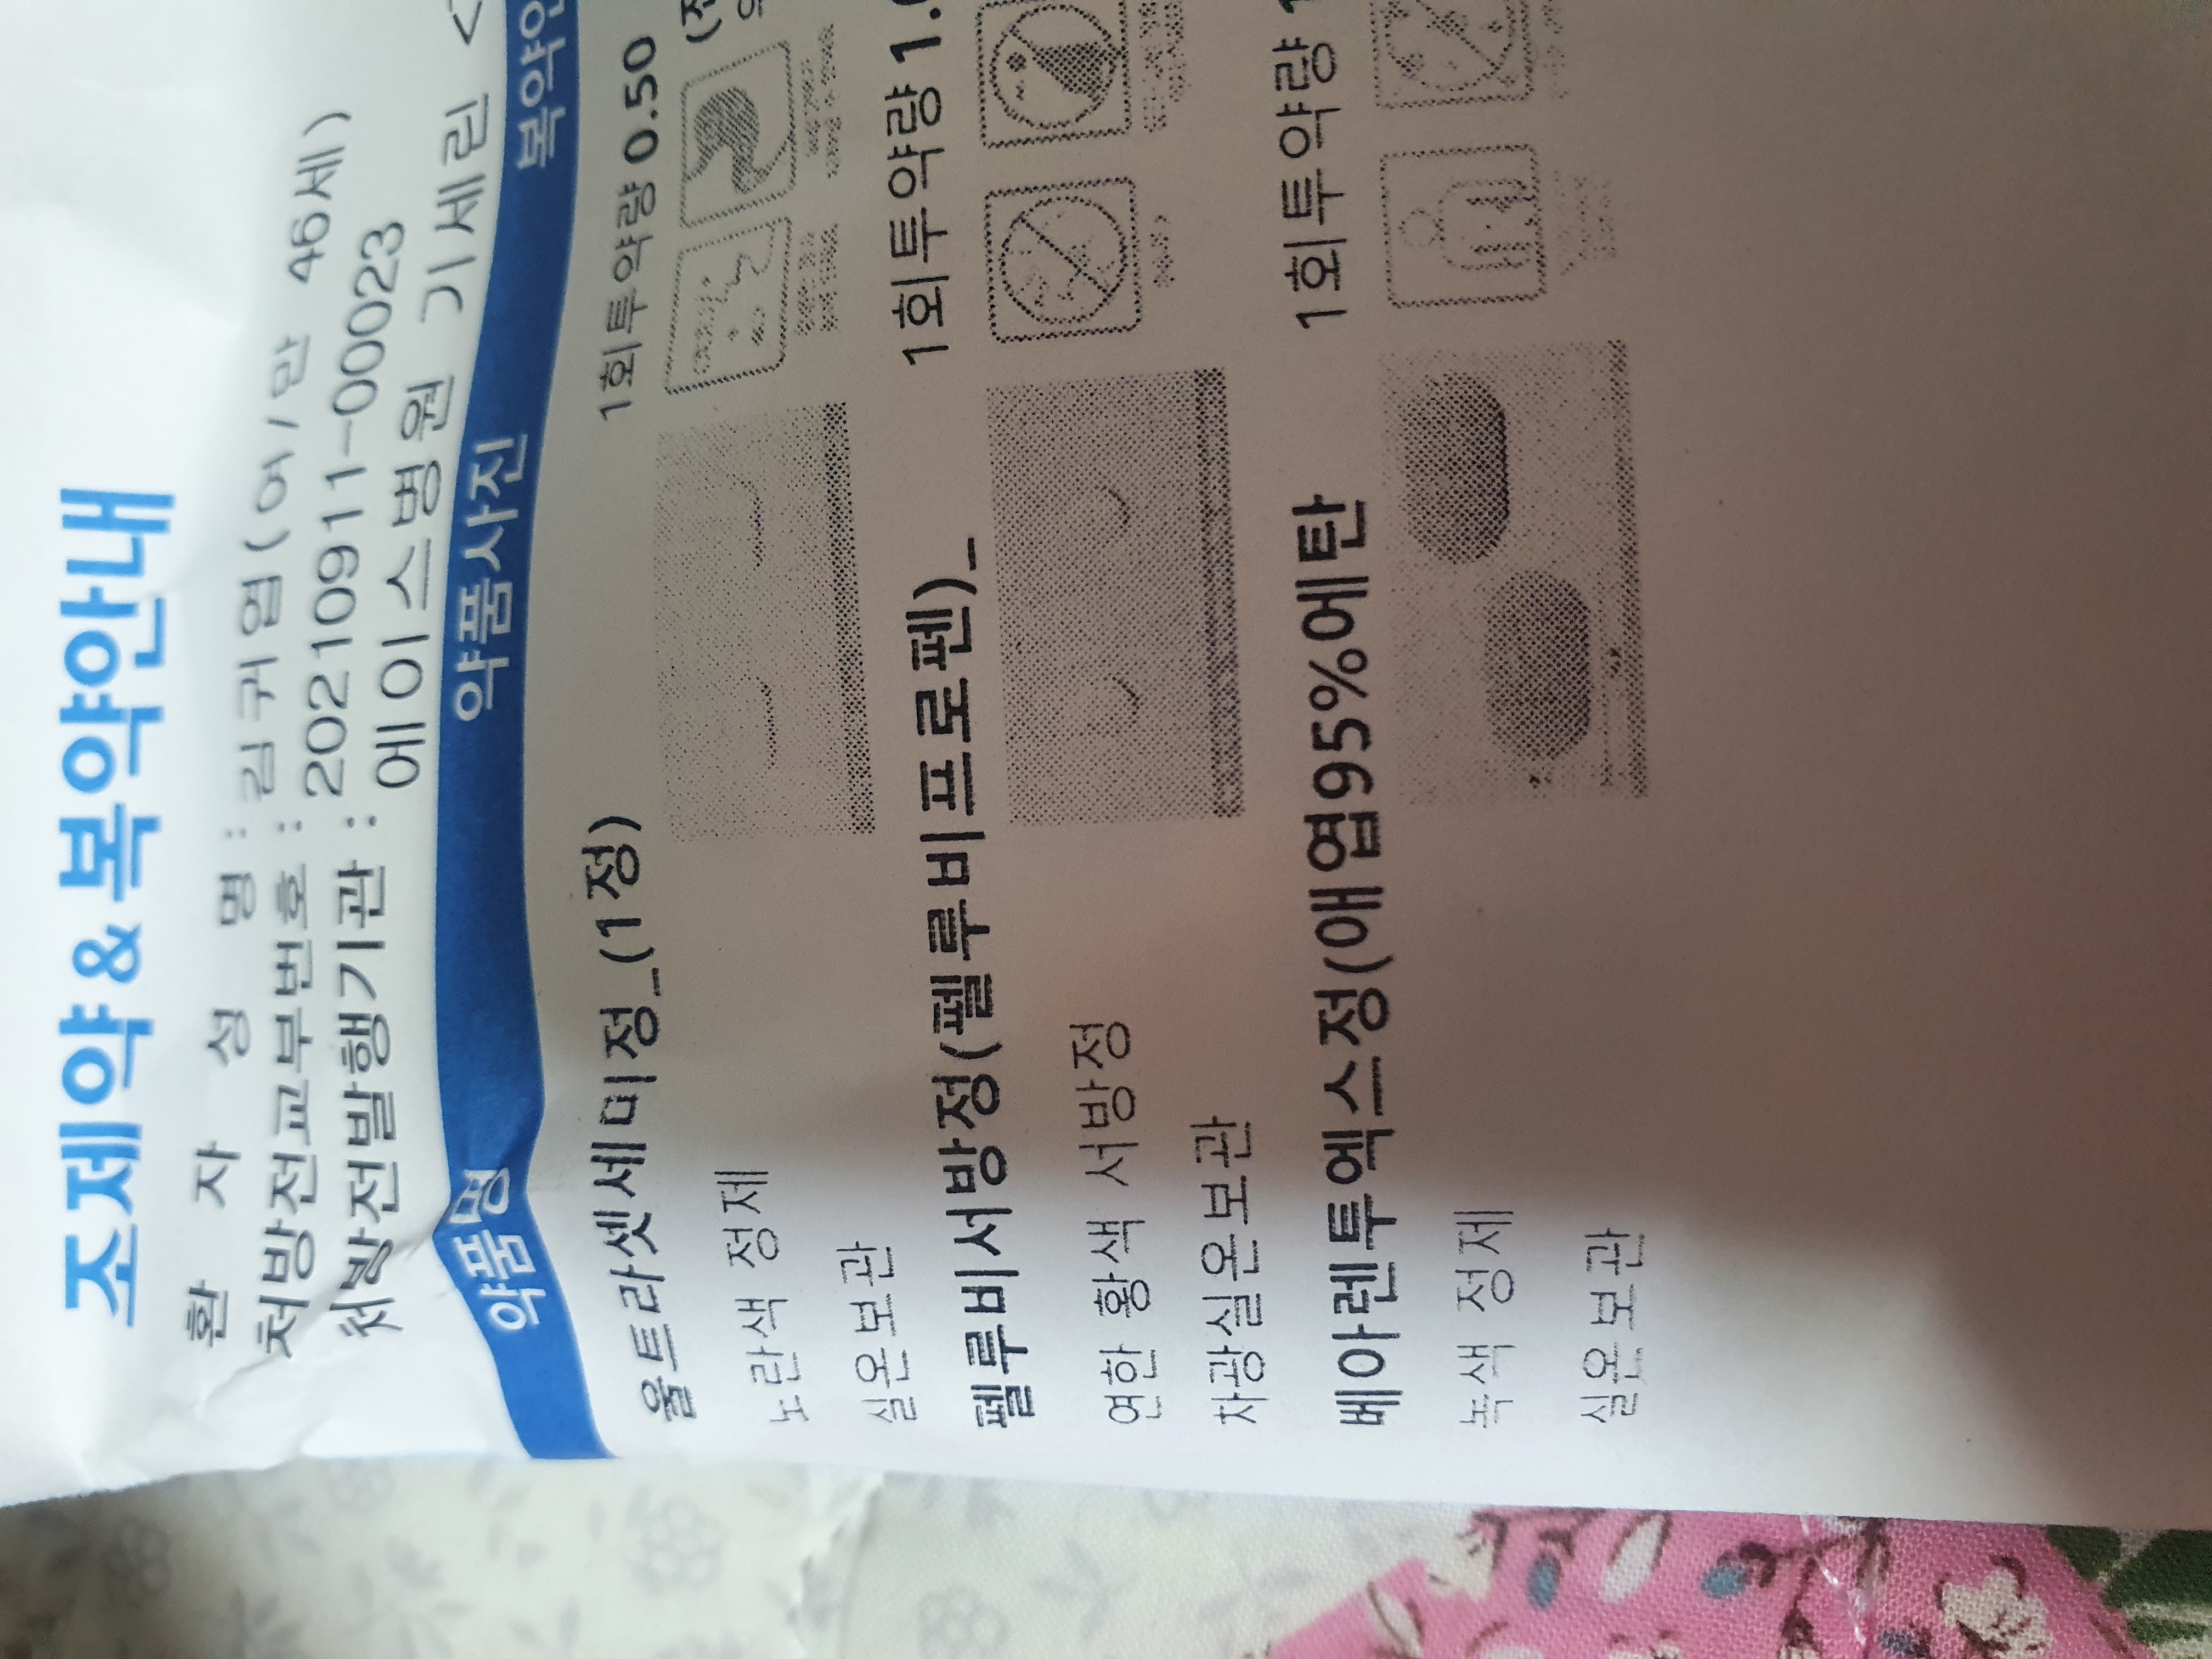 조제약 & 복약안내
환 자 성 명 : 김귀엽(여/만 46세)
처방전교부번호 : 20210911-00023
처방전발행기관 : 에이스병원 기세린
약품명 약품사진 복약안
울트라셋세미정_(1정) 1회투약량 0.50
노란색 정제
실온보관
펠루비서방정(펠루비프로펜)_ 1회투약량
연한 황색 서방정
차광실온보관
베아렌투엑스정(애엽95%에탄 1회투약량
녹색 정제
실온보관